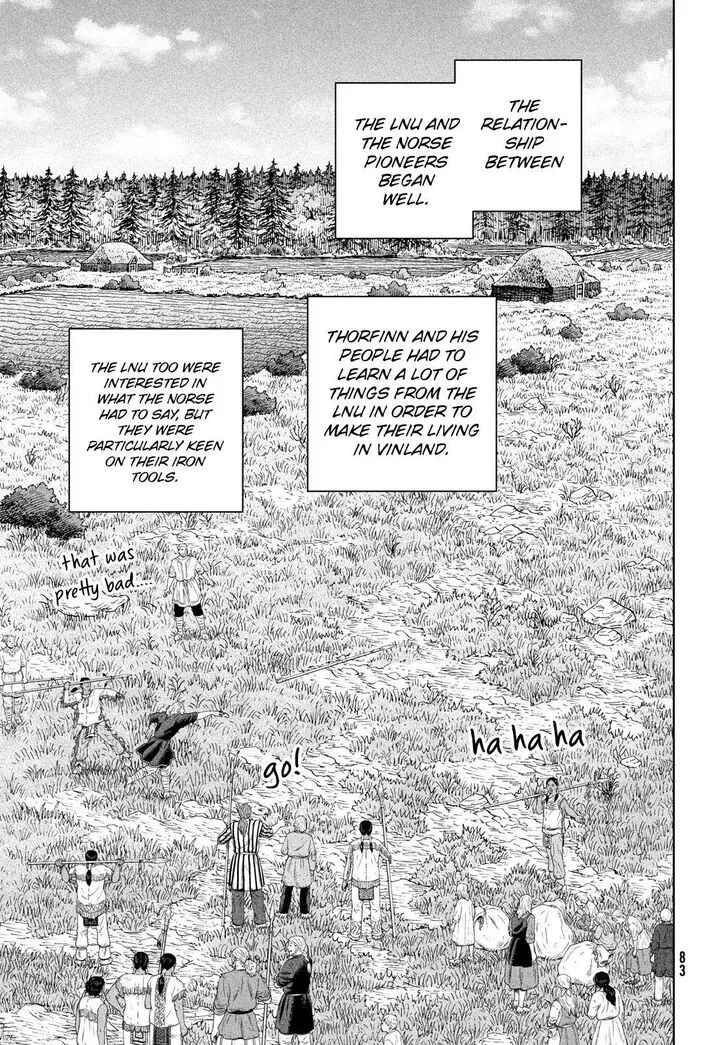 THE
RELATION-
SHIP
BETWEEN
THE LNU AND
THE NORSE
PIONEERS
BEGAN
WELL.
THORFINN AND HIS
PEOPLE HAD TO
LEARN A LOT OF
THINGS FROM THE
LNU IN ORDER TO
MAKE THEIR LIVING
IN VINLAND.
THE LNU TOO WERE
INTERESTED IN
WHAT THE NORSE
HAD TO SAY, BUT
THEY WERE
PARTICULARLY KEEN
ON THEIR IRON
TOOLS.
that was
pretty bad....
ha ha ha
go!
83